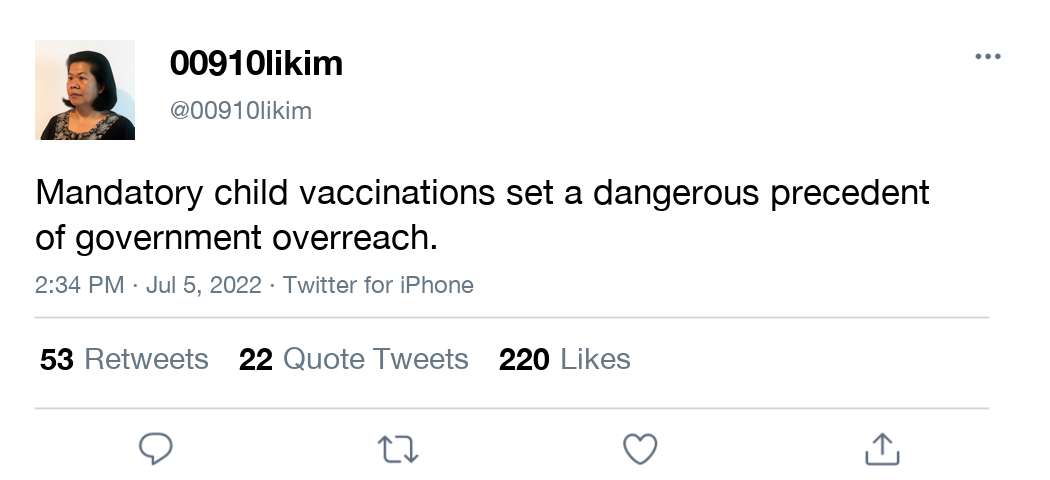 00910likim
@00910likim
Mandatory child vaccinations set a dangerous precedent
of government overreach.
2:34 PM · Jul 5, 2022 · Twitter for iPhone
53 Retweets 22 Quote Tweets 220 Likes